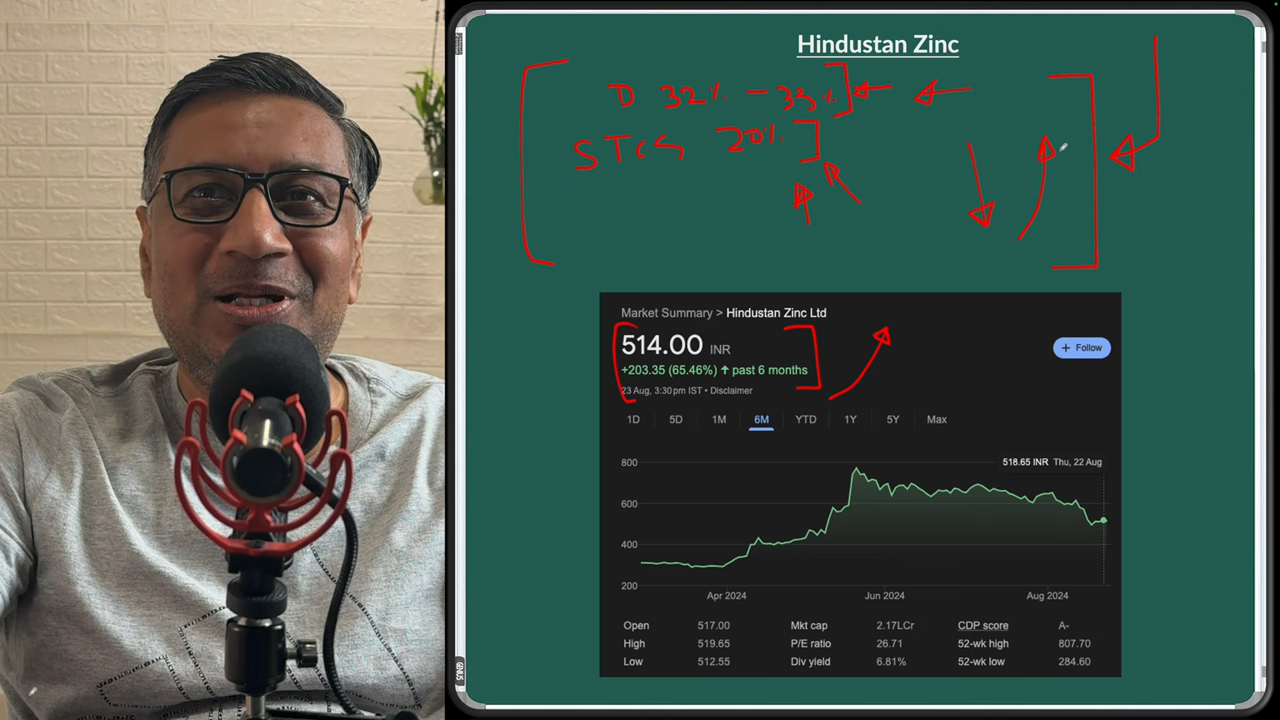 Hindustan Zinc
D 32% - 33%
STCG 20%
Market Summary > Hindustan Zinc Ltd
514.00 INR
+ Follow
+203.35 (65.46%) ↑ past 6 months
23 Aug, 3:30 pm IST • Disclaimer
1D 5D 1M 6M YTD 1Y 5Y Max
518.65 INR Thu, 22 Aug
800
600
400
200
Apr 2024 Jun 2024 Aug 2024
Open 517.00 Mkt cap 2.17LCr CDP score A-
High 519.65 P/E ratio 26.71 52-wk high 807.70
Low 512.55 Div yield 6.81% 52-wk low 284.60
GENIUS